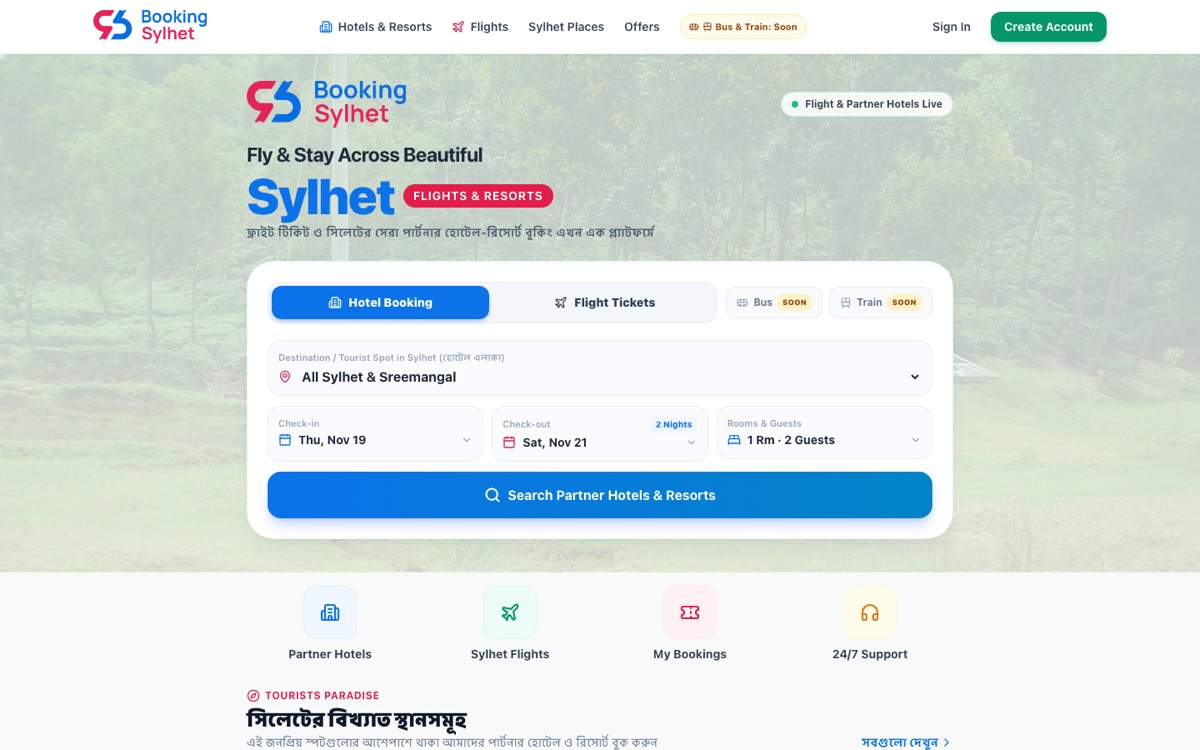 Booking
Sylhet
Hotels & Resorts
Flights
Sylhet Places
Offers
Bus & Train: Soon
Sign In
Create Account
Booking
Sylhet
Flight & Partner Hotels Live
Fly & Stay Across Beautiful
Sylhet
FLIGHTS & RESORTS
ফ্লাইট টিকিট ও সিলেটের সেরা পার্টনার হোটেল-রিসোর্ট বুকিং এখন এক প্ল্যাটফর্মে
Hotel Booking
Flight Tickets
Bus SOON
Train SOON
Destination / Tourist Spot in Sylhet (হোটেল এলাকা)
All Sylhet & Sreemangal
Check-in
Thu, Nov 19
Check-out
2 Nights
Sat, Nov 21
Rooms & Guests
1 Rm · 2 Guests
Search Partner Hotels & Resorts
Partner Hotels
Sylhet Flights
My Bookings
24/7 Support
TOURISTS PARADISE
সিলেটের বিখ্যাত স্থানসমূহ
এই জনপ্রিয় স্পটগুলোর আশেপাশে থাকা আমাদের পার্টনার হোটেল ও রিসোর্ট বুক করুন
সবগুলো দেখুন